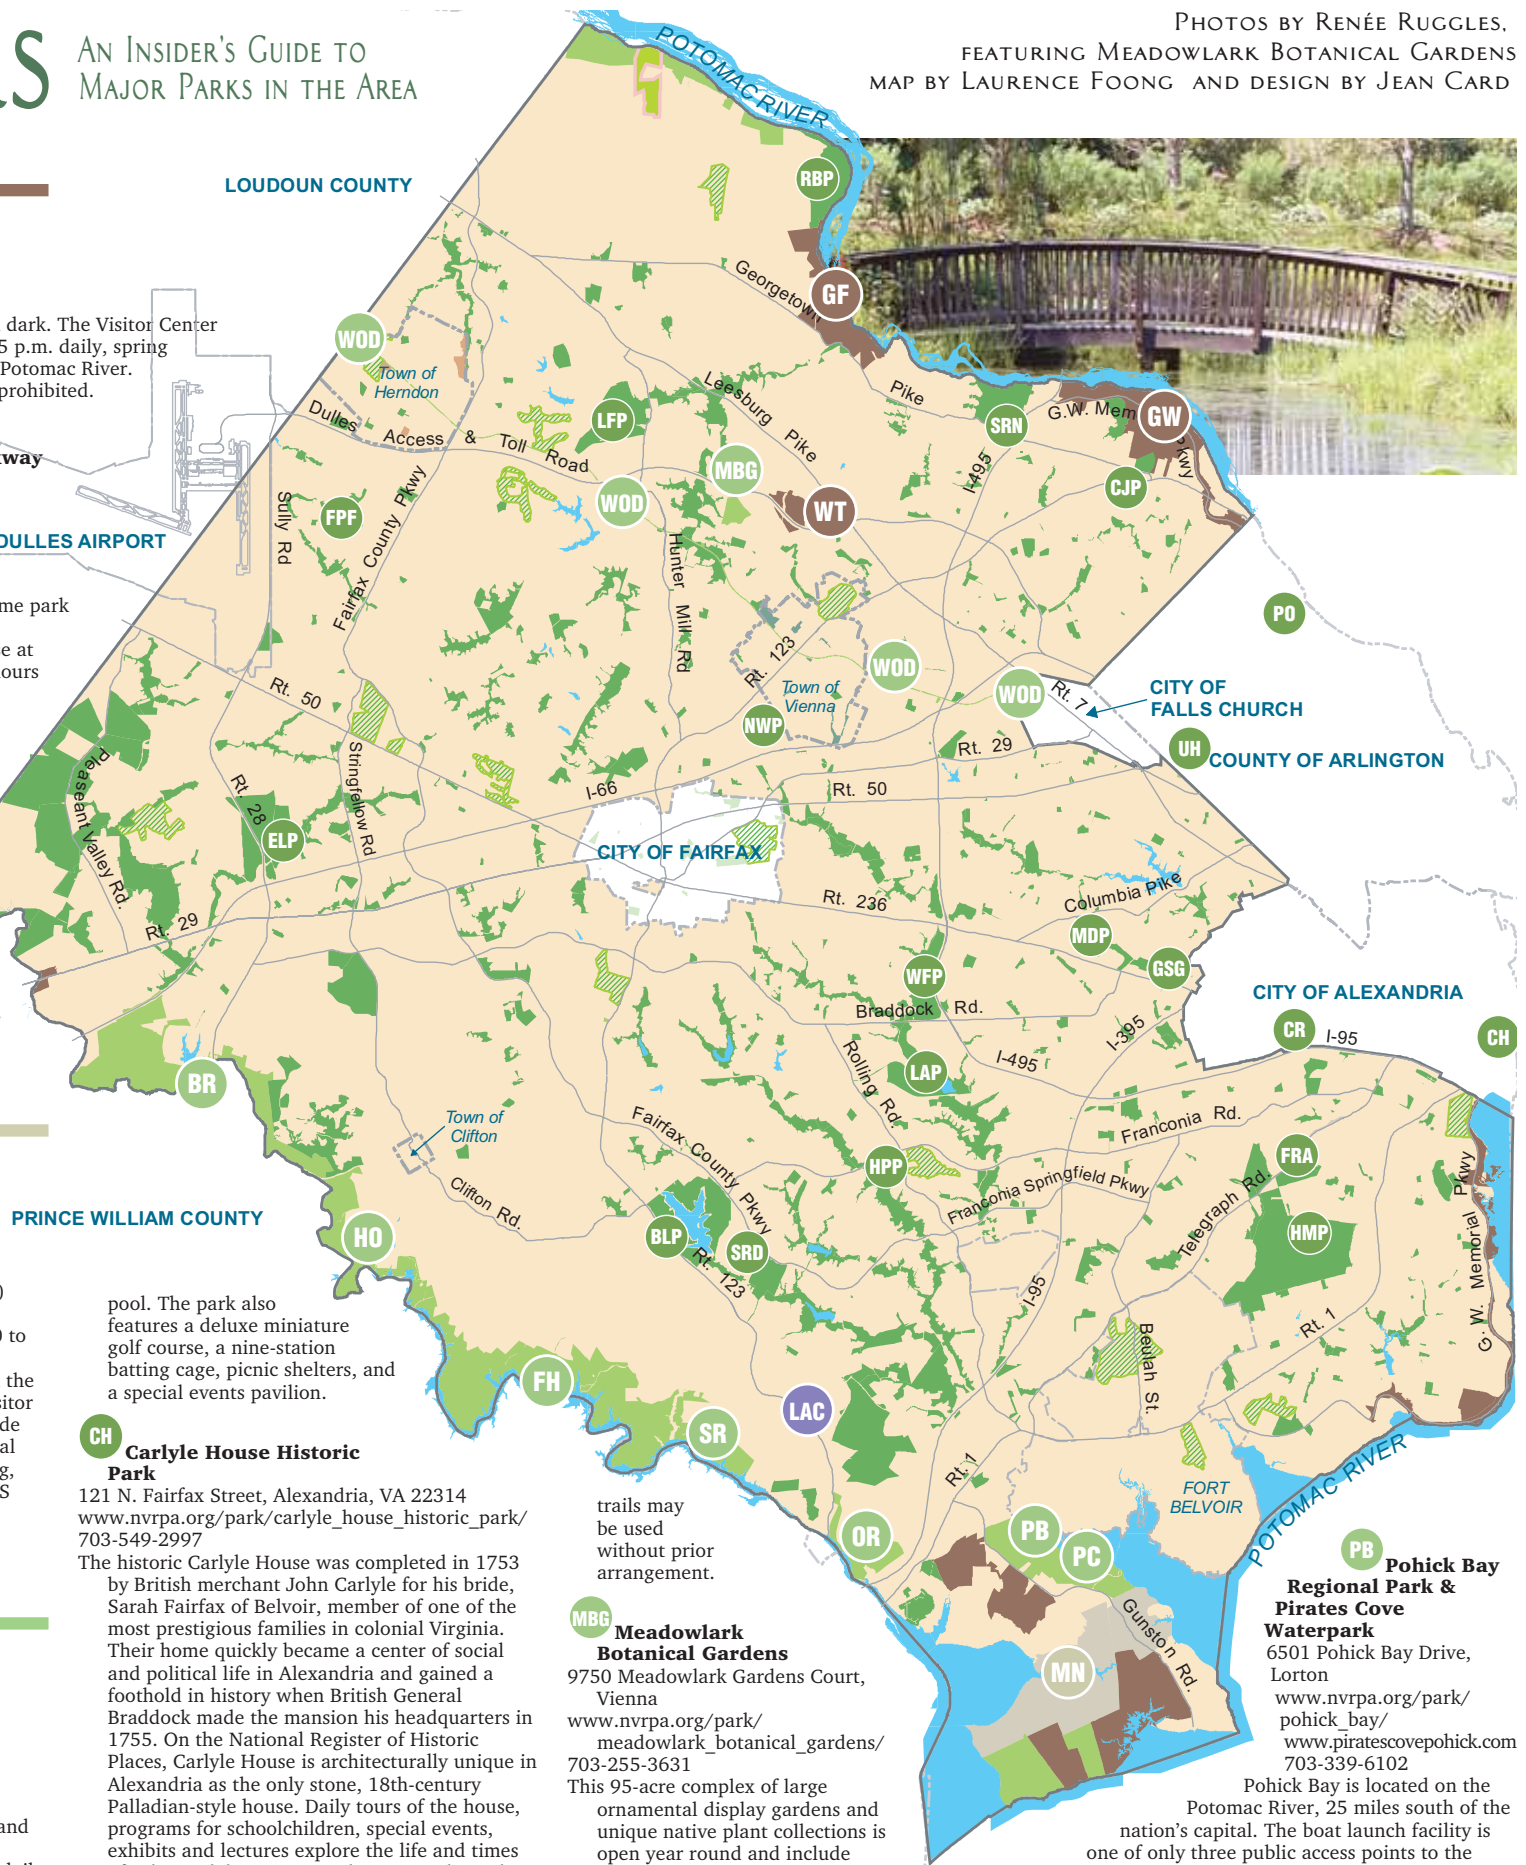 AN INSIDER'S GUIDE TO
MAJOR PARKS IN THE AREA
PHOTOS BY RENÉE RUGGLES,
FEATURING MEADOWLARK BOTANICAL GARDENS
MAP BY LAURENCE FOONG AND DESIGN BY JEAN CARD
POTOMAC RIVER
LOUDOUN COUNTY
RBP
Georgetown
GF
dark. The Visitor Center
5 p.m. daily, spring
Potomac River.
prohibited.
WOD
Town of
Herndon
Dulles Access & Toll Road
LFP
Leesburg Pike
Pike
SRN
G.W. Mem
GW
Pkwy
MBG
WOD
WT
I-495
CJP
FPF
Sully Rd
Fairfax County Pkwy
DULLES AIRPORT
Hunter Mill Rd
me park
e at
ours
PO
Rt. 123
Town of
Vienna
WOD
WOD
Rt. 7
CITY OF
FALLS CHURCH
NWP
UH
COUNTY OF ARLINGTON
Rt. 50
Rt. 29
Pleaseant Valley Rd.
Rt. 28
Stringfellow Rd
I-66
Rt. 50
ELP
CITY OF FAIRFAX
Rt. 29
Rt. 236
Columbia Pike
MDP
GSG
WFP
Braddock Rd.
CITY OF ALEXANDRIA
CR
I-95
CH
I-395
I-495
Rolling Rd.
LAP
BR
Town of
Clifton
Fairfax County Pkwy
Franconia Rd.
HPP
FRA
Clifton Rd.
Franconia Springfield Pkwy
Telegraph Rd.
HMP
G. W. Memorial Pkwy
PRINCE WILLIAM COUNTY
HO
BLP
SRD
Rt. 123
I-95
Rt. 1
Beulah St.
FH
LAC
SR
Rt. 1
FORT
BELVOIR
POTOMAC RIVER
OR
PB
PC
Gunston Rd.
MN
0 to
the
sitor
de
al
g,
S
and
pool. The park also
features a deluxe miniature
golf course, a nine-station
batting cage, picnic shelters, and
a special events pavilion.
CH Carlyle House Historic
Park
121 N. Fairfax Street, Alexandria, VA 22314
www.nvrpa.org/park/carlyle_house_historic_park/
703-549-2997
The historic Carlyle House was completed in 1753
by British merchant John Carlyle for his bride,
Sarah Fairfax of Belvoir, member of one of the
most prestigious families in colonial Virginia.
Their home quickly became a center of social
and political life in Alexandria and gained a
foothold in history when British General
Braddock made the mansion his headquarters in
1755. On the National Register of Historic
Places, Carlyle House is architecturally unique in
Alexandria as the only stone, 18th-century
Palladian-style house. Daily tours of the house,
programs for schoolchildren, special events,
exhibits and lectures explore the life and times
trails may
be used
without prior
arrangement.
MBG Meadowlark
Botanical Gardens
9750 Meadowlark Gardens Court,
Vienna
www.nvrpa.org/park/
meadowlark_botanical_gardens/
703-255-3631
This 95-acre complex of large
ornamental display gardens and
unique native plant collections is
open year round and include
PB Pohick Bay
Regional Park &
Pirates Cove
Waterpark
6501 Pohick Bay Drive,
Lorton
www.nvrpa.org/park/
pohick_bay/
www.piratescovepohick.com
703-339-6102
Pohick Bay is located on the
Potomac River, 25 miles south of the
nation's capital. The boat launch facility is
one of only three public access points to the